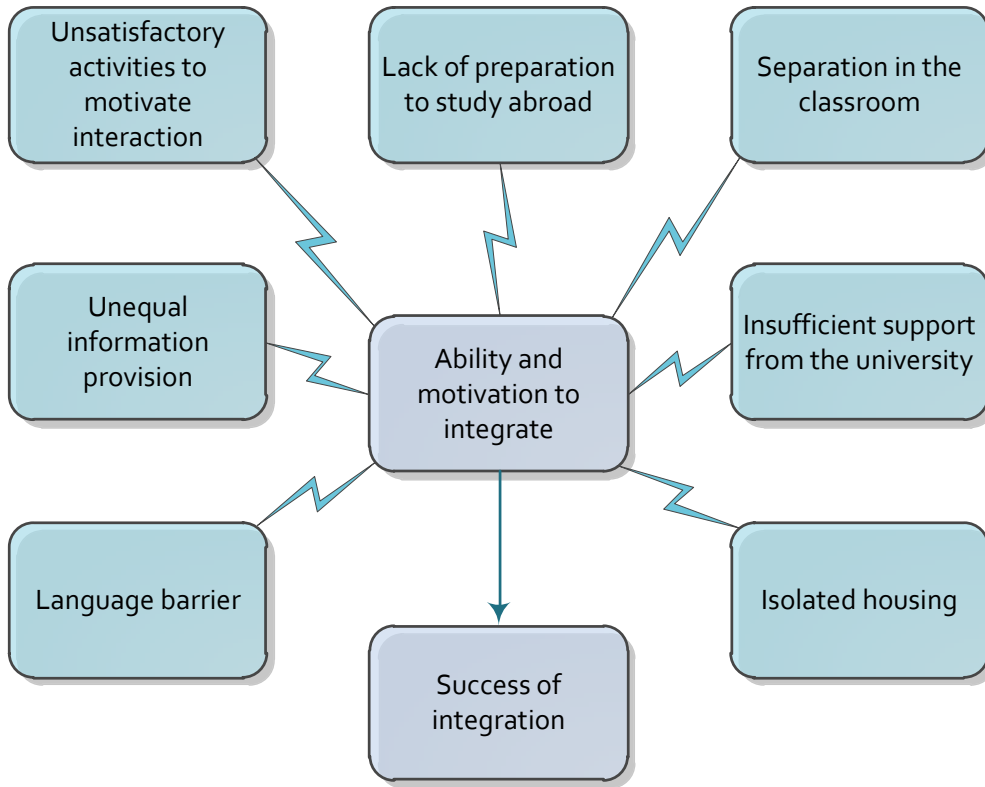 Unsatisfactory
activities to
motivate
interaction
Lack of preparation
to study abroad
Separation in the
classroom
Unequal
information
provision
Ability and
motivation to
integrate
Insufficient support
from the university
Language barrier
Success of
integration
Isolated housing